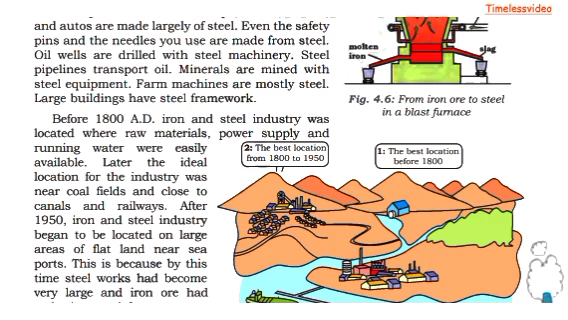 Timelessvideo
and autos are made largely of steel. Even the safety
pins and the needles you use are made from steel.
Oil wells are drilled with steel machinery. Steel
pipelines transport oil. Minerals are mined with
steel equipment. Farm machines are mostly steel.
Large buildings have steel framework.
molten
iron
slag
Fig. 4.6: From iron ore to steel
in a blast furnace
Before 1800 A.D. iron and steel industry was
located where raw materials, power supply and
running water were easily
available. Later the ideal
location for the industry was
near coal fields and close to
canals and railways. After
1950, iron and steel industry
began to be located on large
areas of flat land near sea
ports. This is because by this
time steel works had become
very large and iron ore had
2: The best location
from 1800 to 1950
1: The best location
before 1800